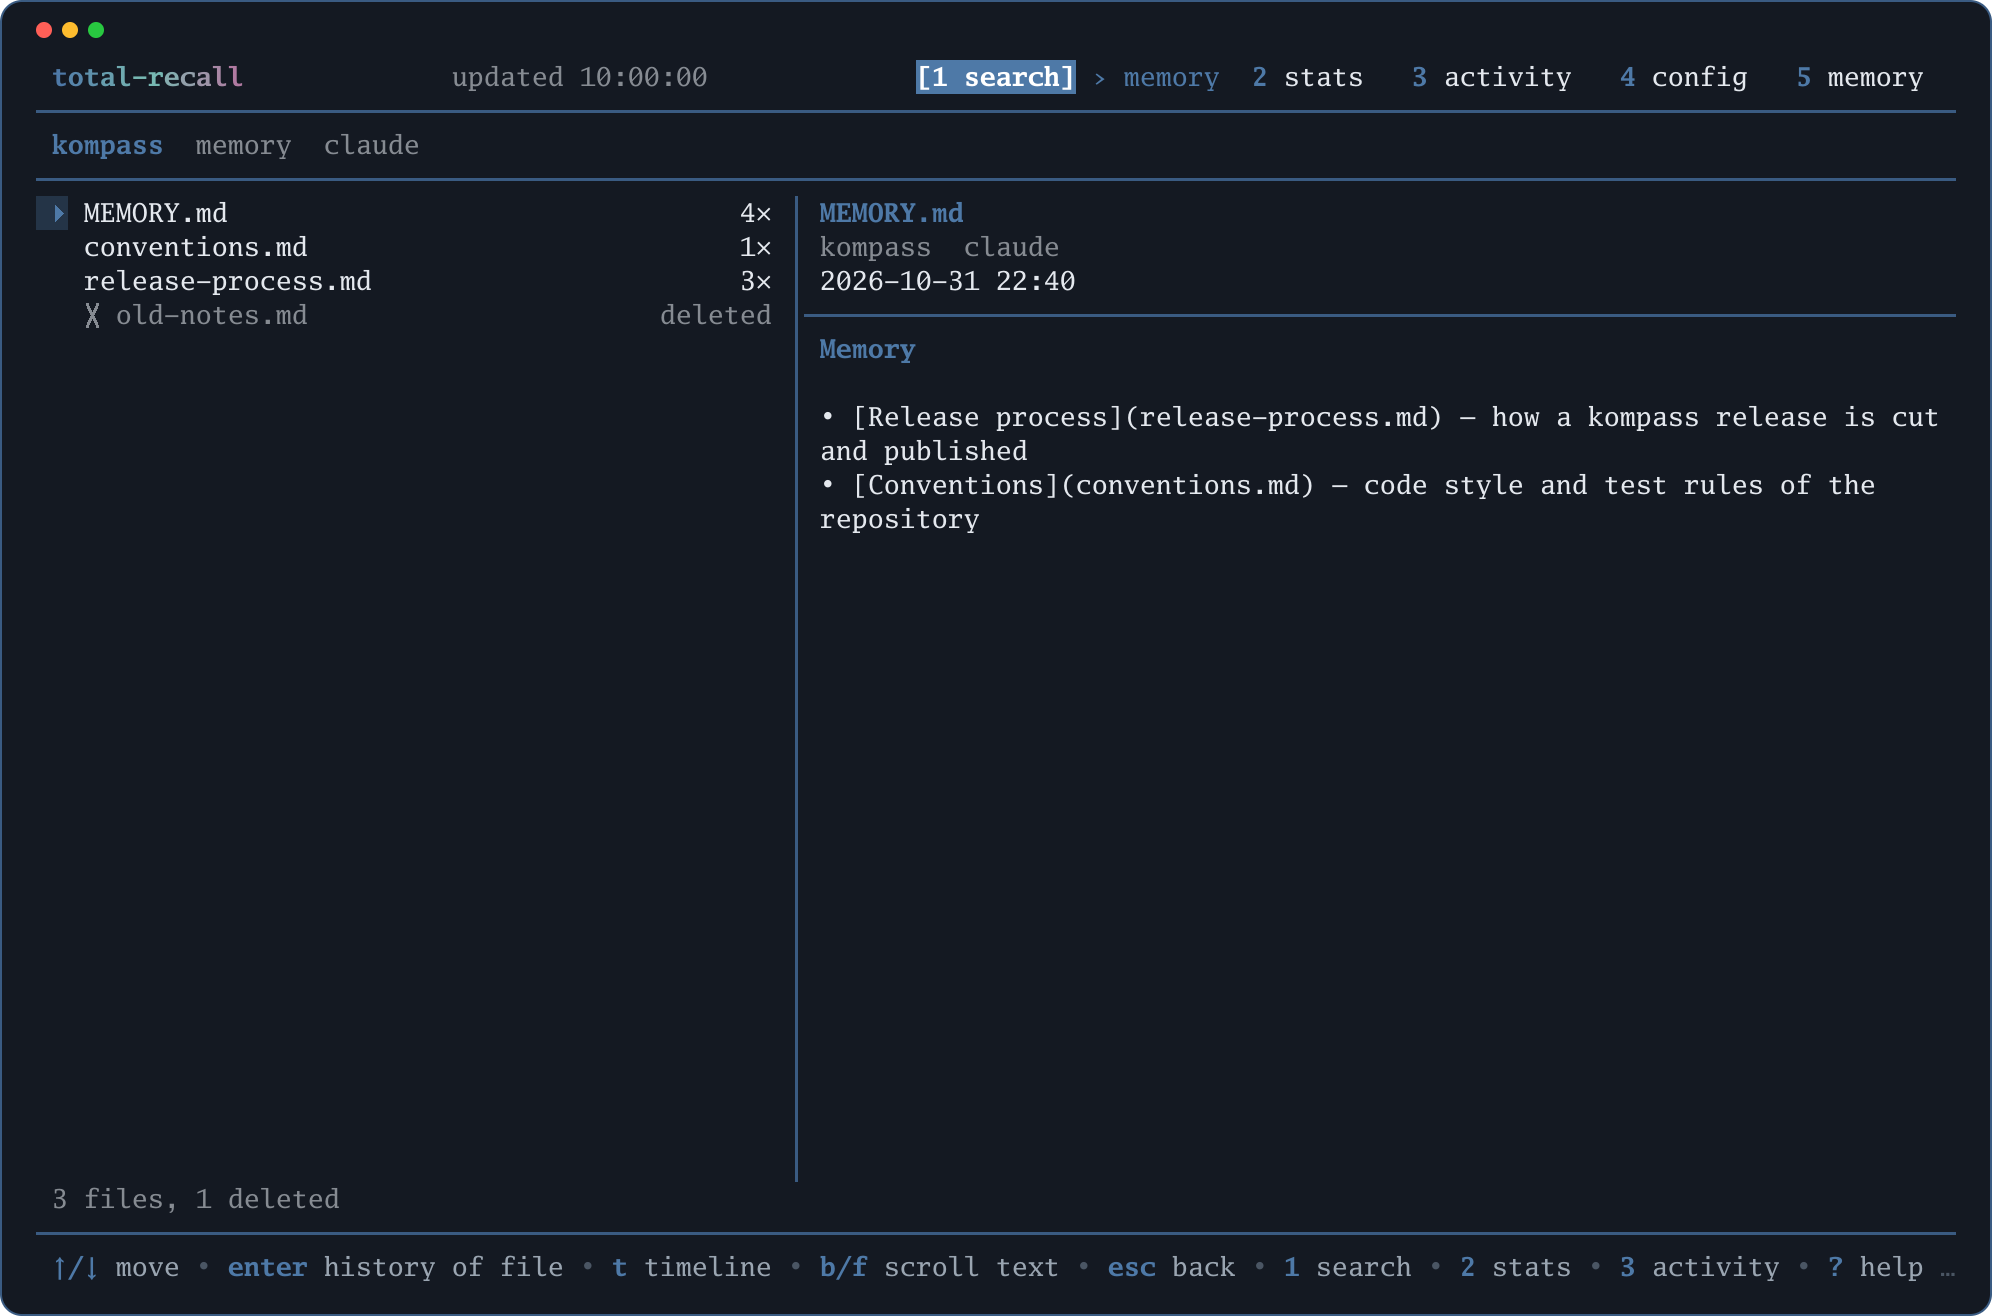 total-recall updated 10:00:00 [1 search] › memory 2 stats 3 activity 4 config 5 memory
kompass memory claude
MEMORY.md 4×
conventions.md 1×
release-process.md 3×
✗ old-notes.md deleted
MEMORY.md
kompass claude
2026-10-31 22:40
Memory
• [Release process](release-process.md) — how a kompass release is cut
and published
• [Conventions](conventions.md) — code style and test rules of the
repository
3 files, 1 deleted
↑/↓ move • enter history of file • t timeline • b/f scroll text • esc back • 1 search • 2 stats • 3 activity • ? help …